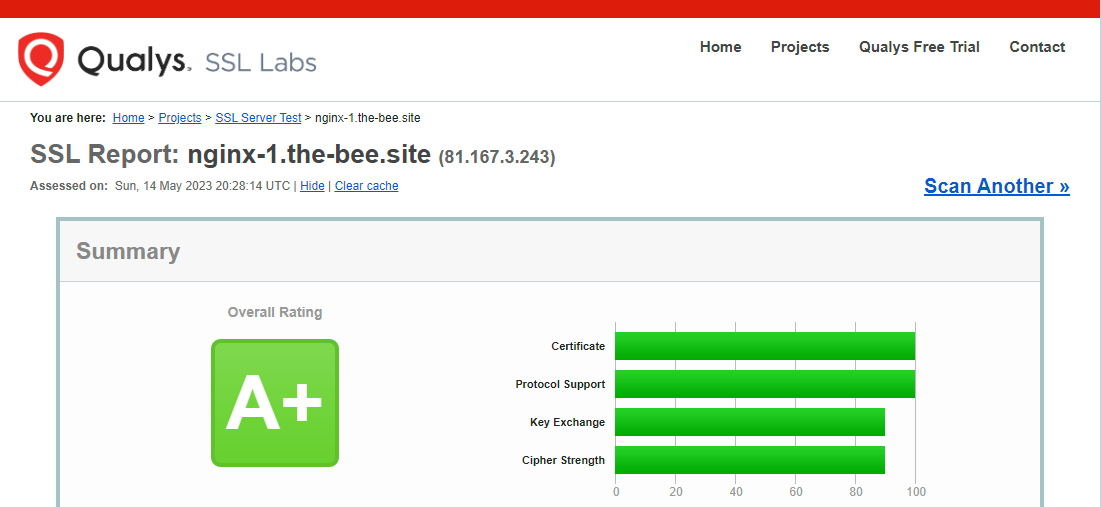 Qualys. SSL Labs
Home Projects Qualys Free Trial Contact
You are here: Home > Projects > SSL Server Test > nginx-1.the-bee.site
SSL Report: nginx-1.the-bee.site (81.167.3.243)
Assessed on: Sun, 14 May 2023 20:28:14 UTC | Hide | Clear cache
Scan Another »
Summary
Overall Rating
A+
Certificate
Protocol Support
Key Exchange
Cipher Strength
0 20 40 60 80 100